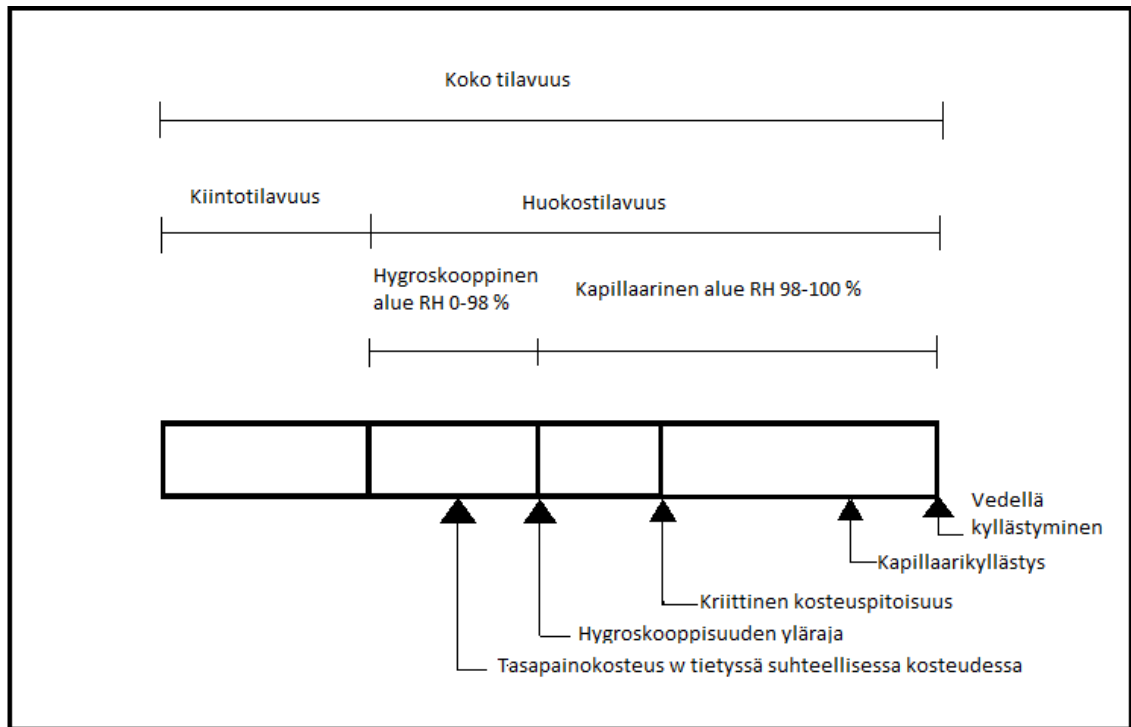 Koko tilavuus
Kiintotilavuus
Huokostilavuus
Hygroskooppinen
alue RH 0-98 %
Kapillaarinen alue RH 98-100 %
Vedellä
kyllästyminen
Kapillaarikyllästys
Kriittinen kosteuspitoisuus
Hygroskooppisuuden yläraja
Tasapainokosteus w tietyssä suhteellisessa kosteudessa